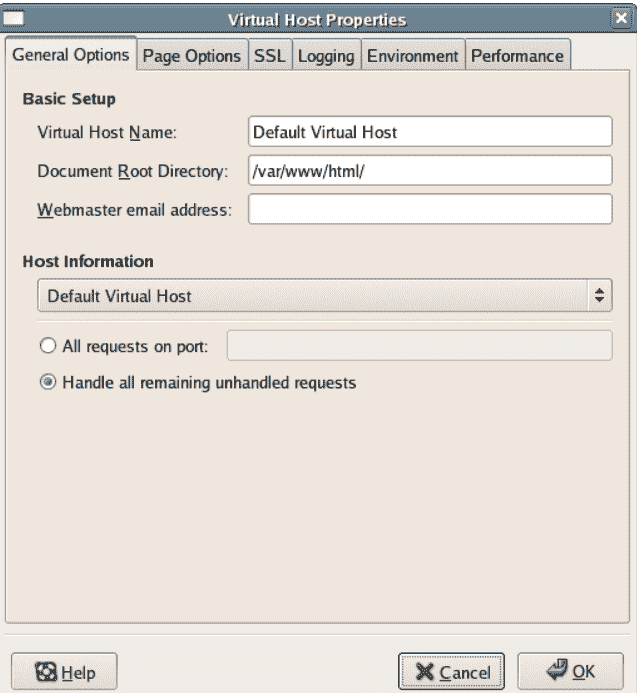 Virtual Host Properties
General Options Page Options SSL Logging Environment Performance
Basic Setup
Virtual Host Name: Default Virtual Host
Document Root Directory: /var/www/html/
Webmaster email address:
Host Information
Default Virtual Host
All requests on port:
Handle all remaining unhandled requests
Help Cancel OK